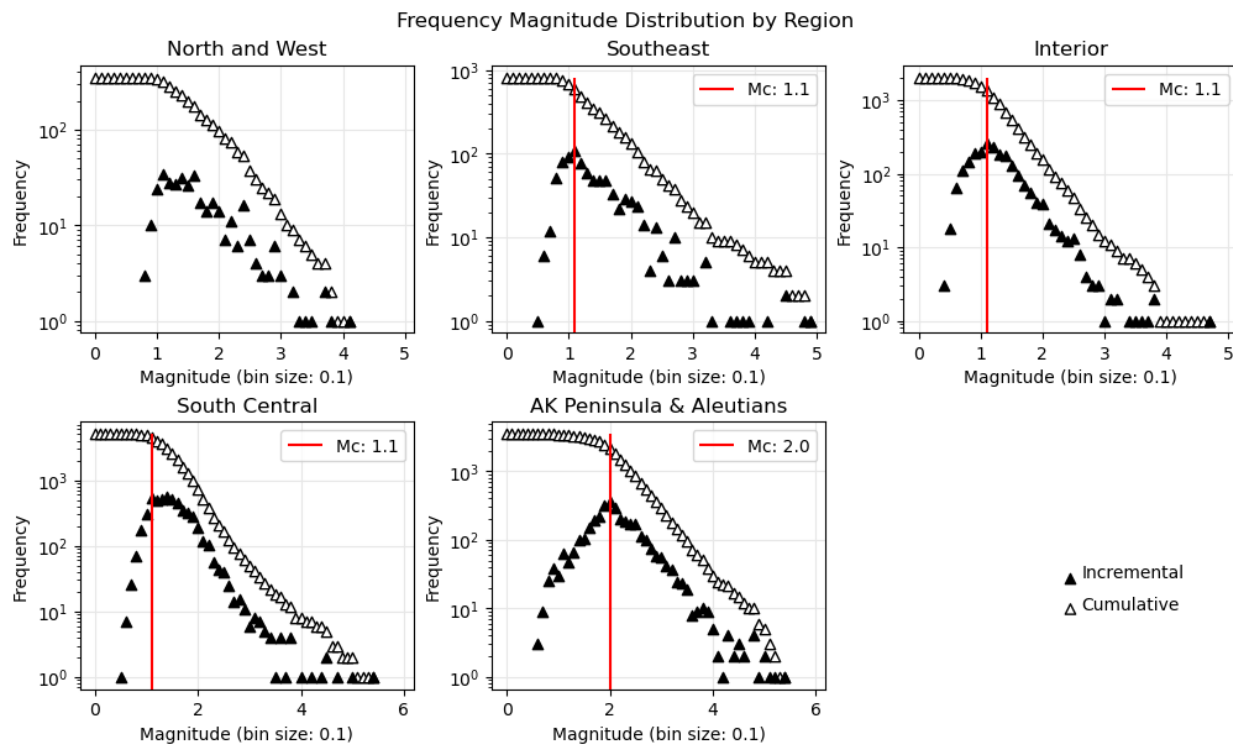 Frequency Magnitude Distribution by Region
North and West
Frequency
10²
10¹
10⁰
0 1 2 3 4 5
Magnitude (bin size: 0.1)
Southeast
Mc: 1.1
Frequency
10³
10²
10¹
10⁰
0 1 2 3 4 5
Magnitude (bin size: 0.1)
Interior
Mc: 1.1
Frequency
10³
10²
10¹
10⁰
0 1 2 3 4 5
Magnitude (bin size: 0.1)
South Central
Mc: 1.1
Frequency
10³
10²
10¹
10⁰
0 2 4 6
Magnitude (bin size: 0.1)
AK Peninsula & Aleutians
Mc: 2.0
Frequency
10³
10²
10¹
10⁰
0 2 4 6
Magnitude (bin size: 0.1)
Incremental
Cumulative